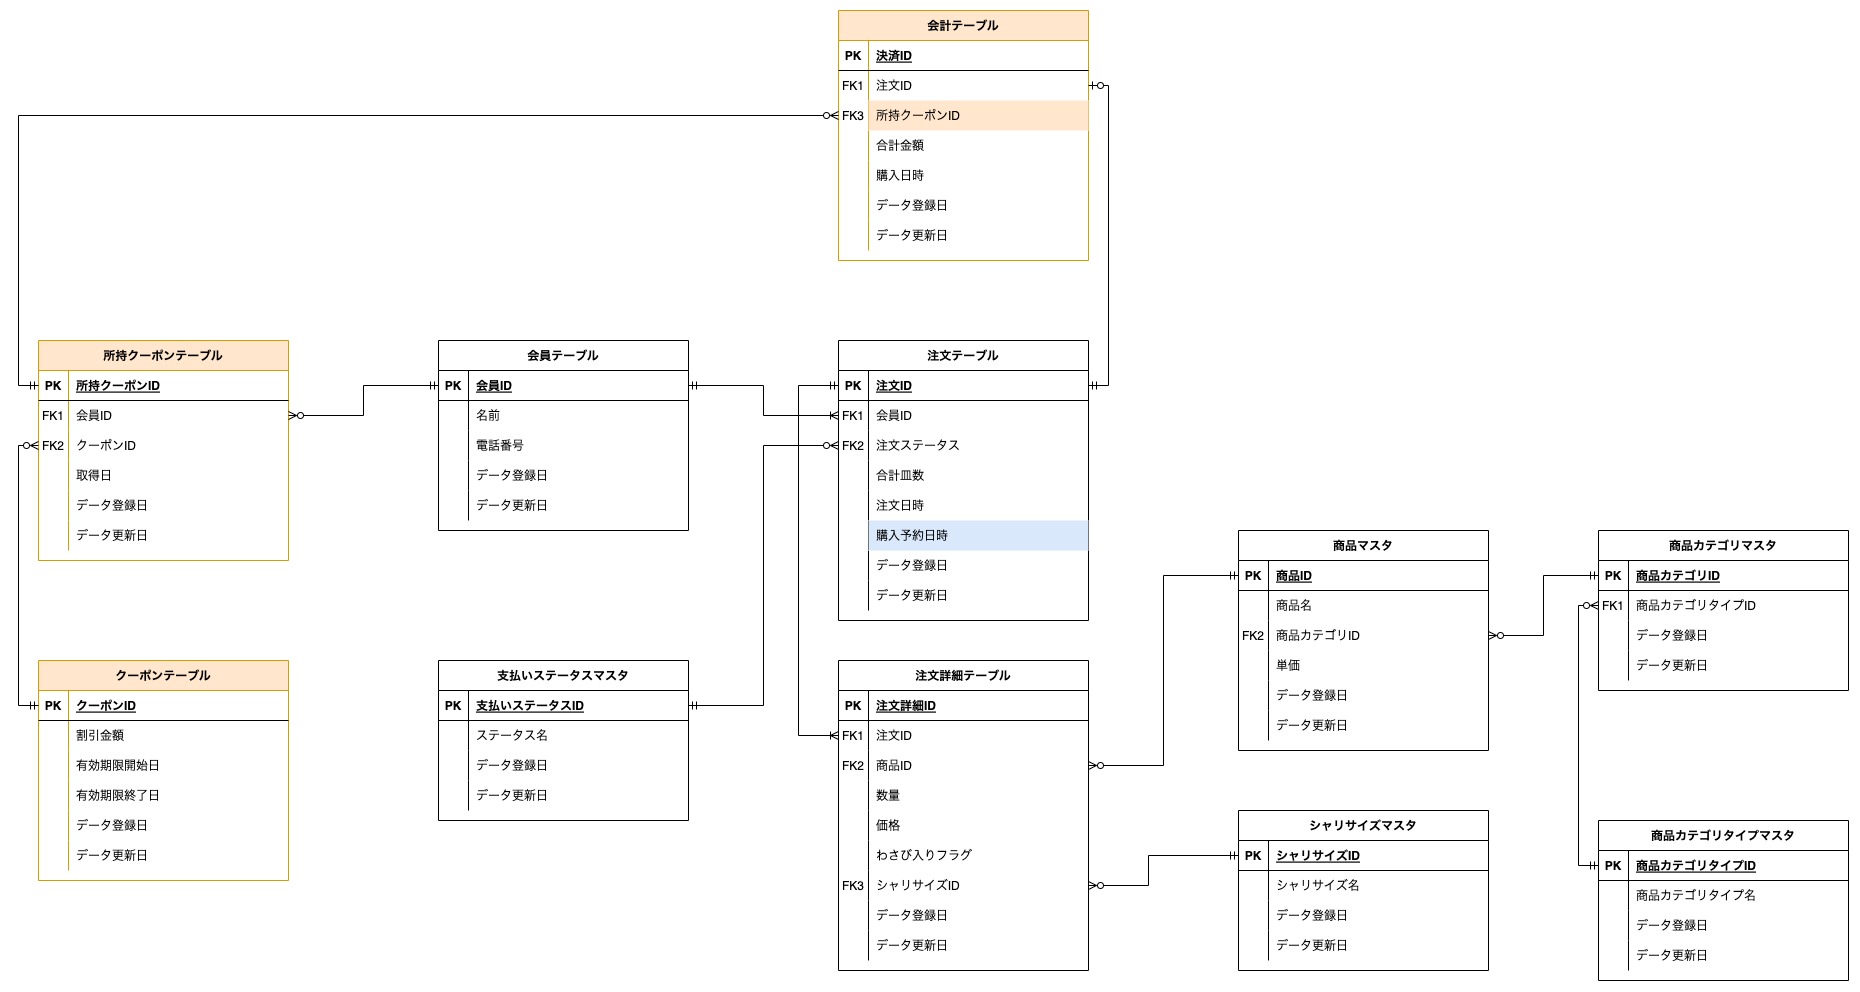 会計テーブル
PK 決済ID
FK1 注文ID
FK3 所持クーポンID
合計金額
購入日時
データ登録日
データ更新日
所持クーポンテーブル
PK 所持クーポンID
FK1 会員ID
FK2 クーポンID
取得日
データ登録日
データ更新日
会員テーブル
PK 会員ID
名前
電話番号
データ登録日
データ更新日
注文テーブル
PK 注文ID
FK1 会員ID
FK2 注文ステータス
合計皿数
注文日時
購入予約日時
データ登録日
データ更新日
商品マスタ
PK 商品ID
商品名
FK2 商品カテゴリID
単価
データ登録日
データ更新日
商品カテゴリマスタ
PK 商品カテゴリID
FK1 商品カテゴリタイプID
データ登録日
データ更新日
クーポンテーブル
PK クーポンID
割引金額
有効期限開始日
有効期限終了日
データ登録日
データ更新日
支払いステータスマスタ
PK 支払いステータスID
ステータス名
データ登録日
データ更新日
注文詳細テーブル
PK 注文詳細ID
FK1 注文ID
FK2 商品ID
数量
価格
わさび入りフラグ
FK3 シャリサイズID
データ登録日
データ更新日
シャリサイズマスタ
PK シャリサイズID
シャリサイズ名
データ登録日
データ更新日
商品カテゴリタイプマスタ
PK 商品カテゴリタイプID
商品カテゴリタイプ名
データ登録日
データ更新日